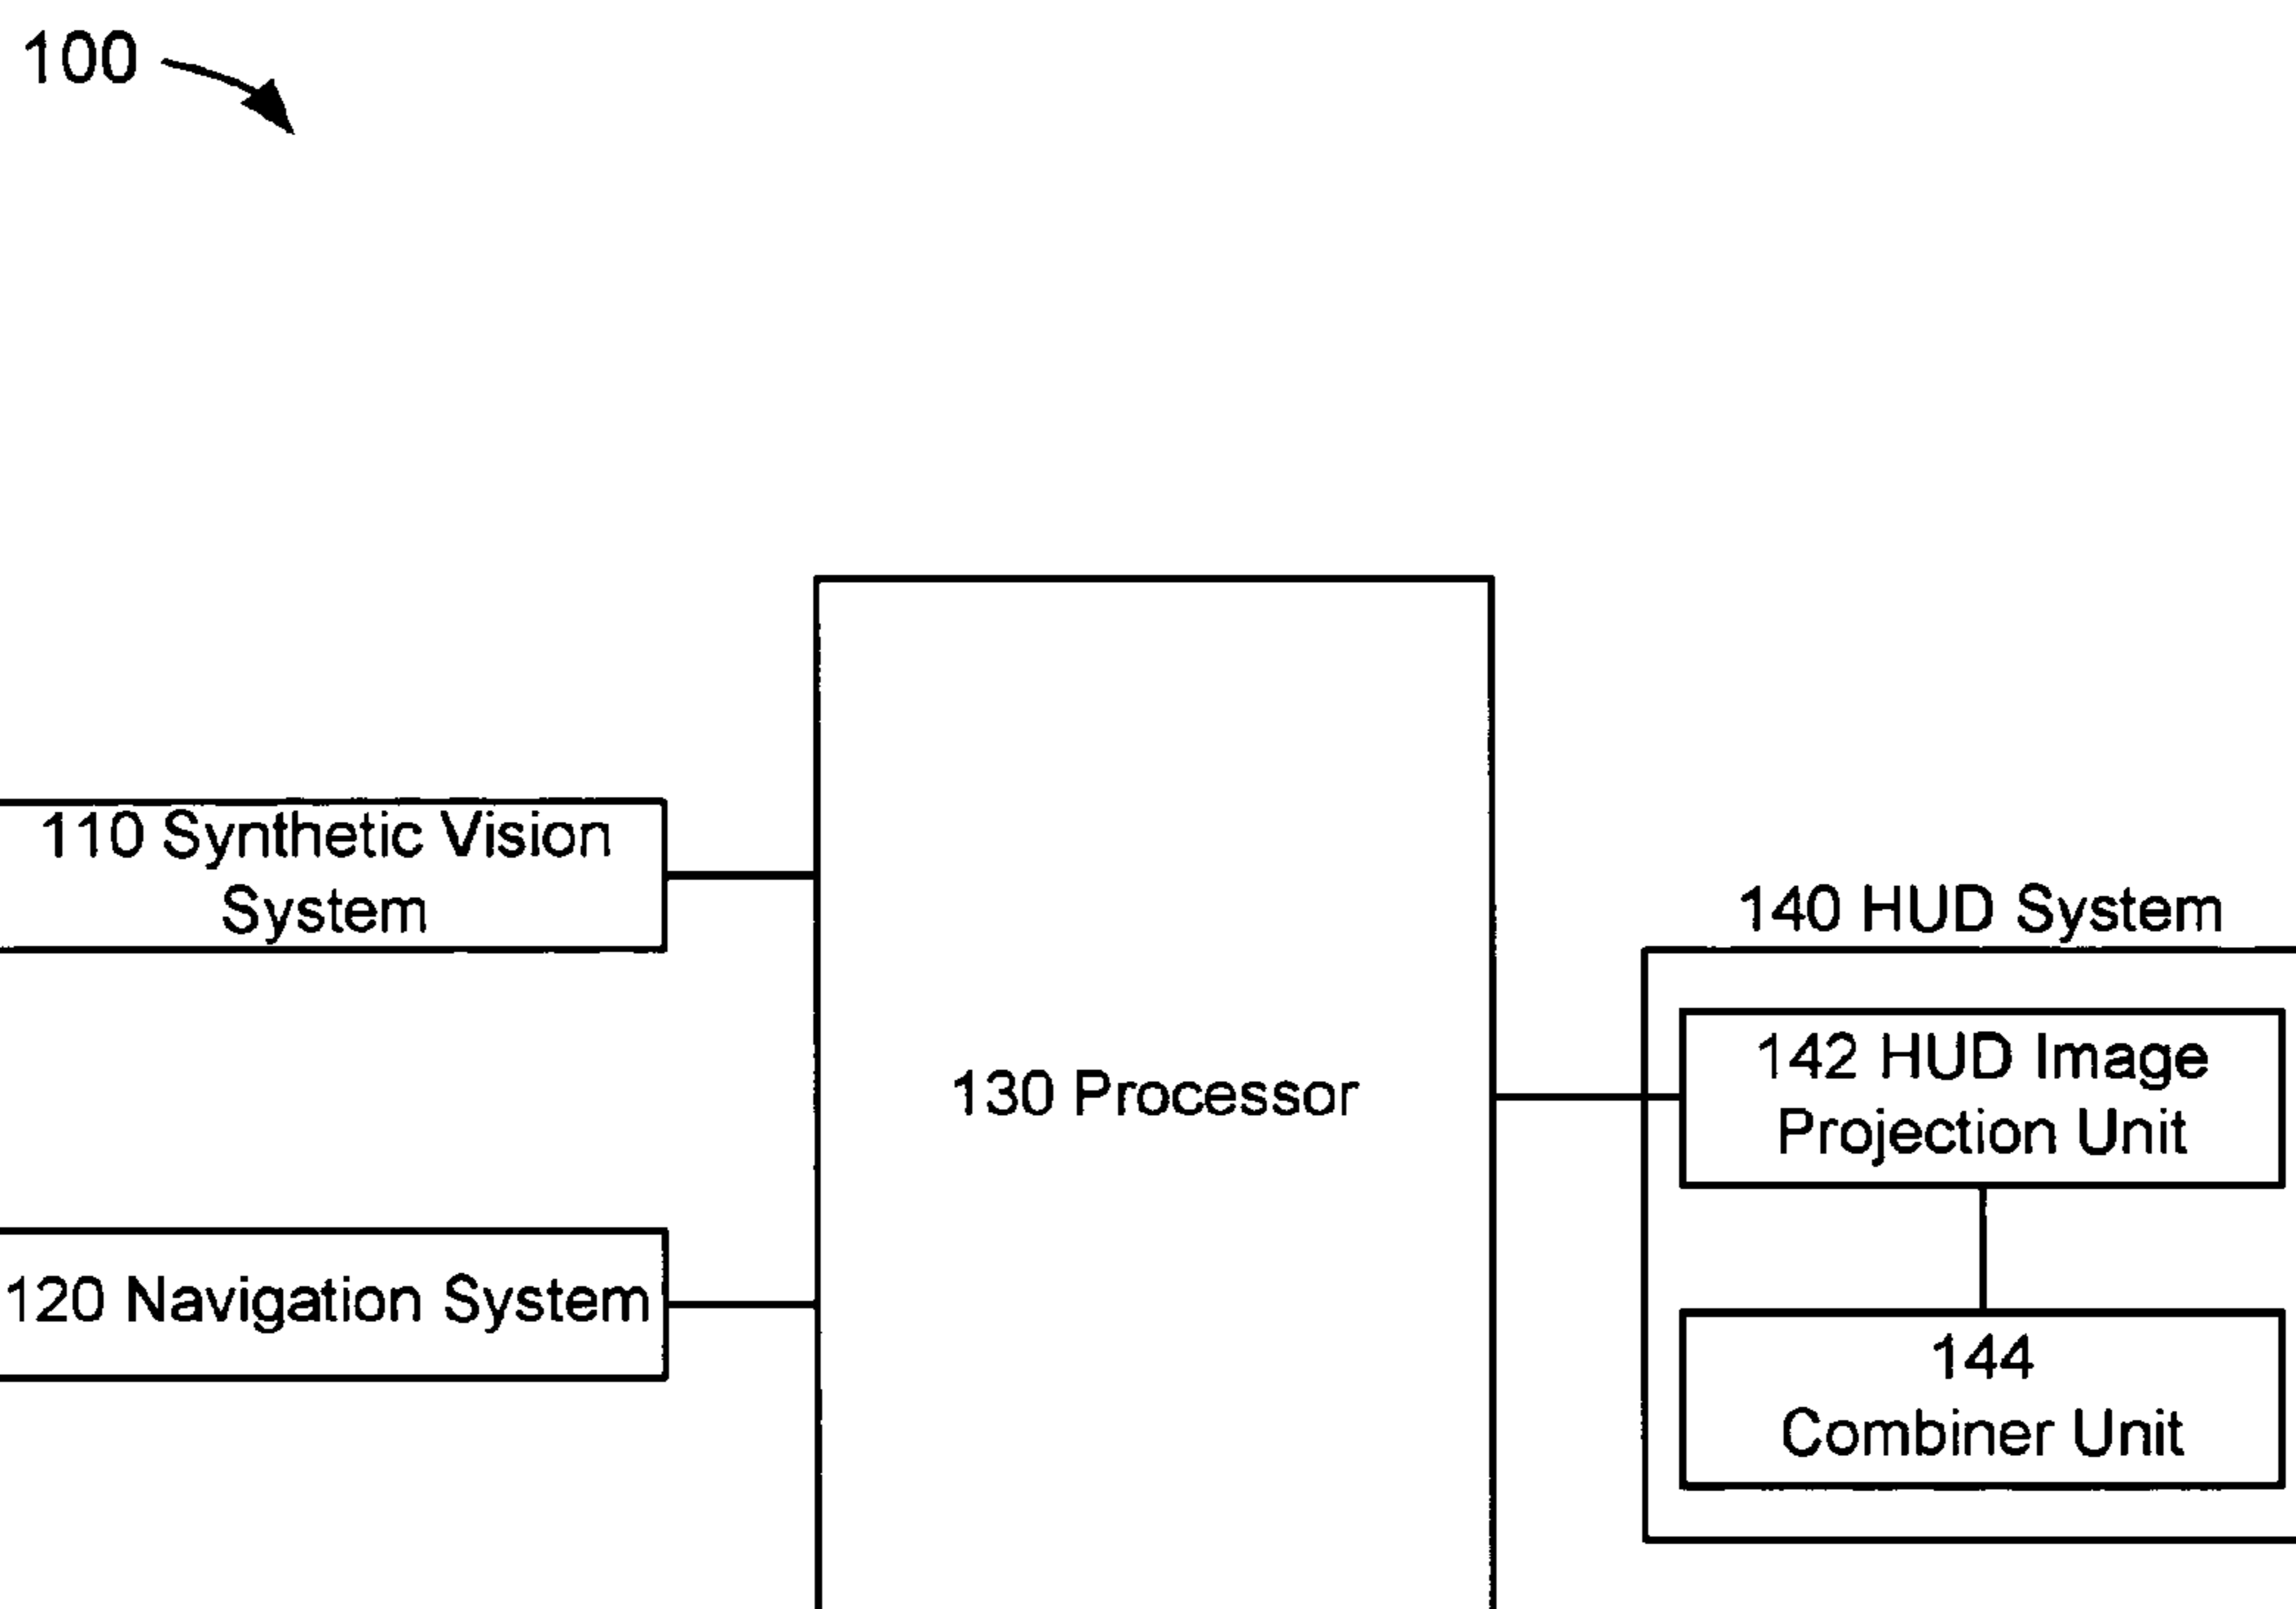 100
110 Synthetic Vision
System
140 HUD System
142 HUD Image
Projection Unit
130 Processor
120 Navigation System
144
Combiner Unit